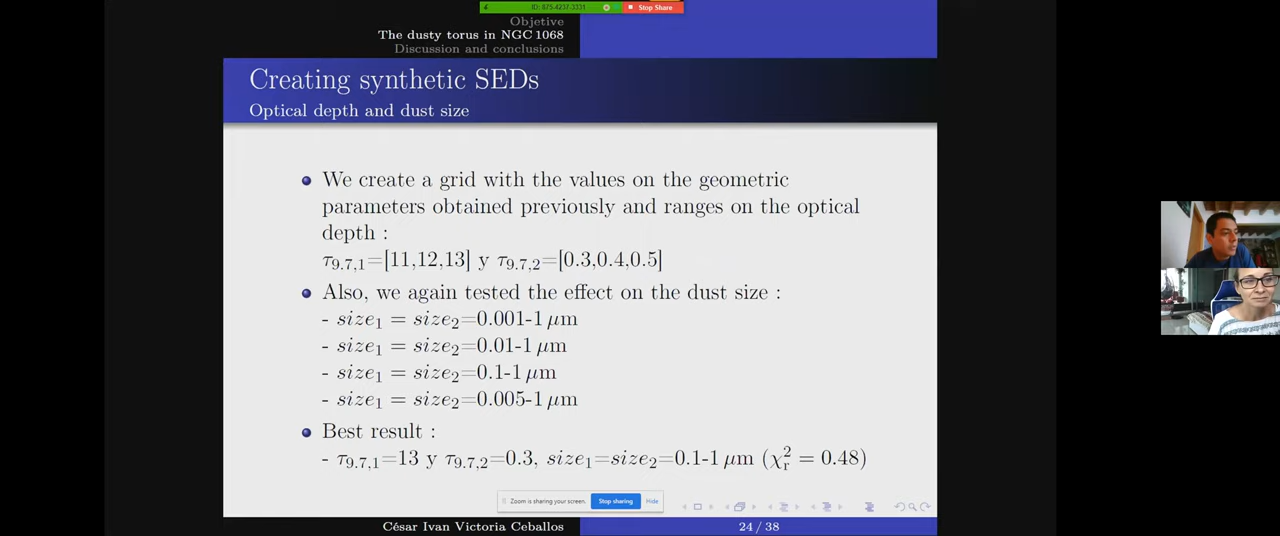 4 ID: 875-4237-3331 Stop Share
Objective
The dusty torus in NGC 1068
Discussion and conclusions
Creating synthetic SEDs
Optical depth and dust size
We create a grid with the values on the geometric
parameters obtained previously and ranges on the optical
depth :
τ9.7,1=[11,12,13] y τ9.7,2=[0.3,0.4,0.5]
Also, we again tested the effect on the dust size :
- size1 = size2=0.001-1 μm
- size1 = size2=0.01-1 μm
- size1 = size2=0.1-1 μm
- size1 = size2=0.005-1 μm
Best result :
- τ9.7,1=13 y τ9.7,2=0.3, size1=size2=0.1-1 μm (χ²r = 0.48)
Zoom is sharing your screen. Stop sharing Hide
César Ivan Victoria Ceballos 24 / 38